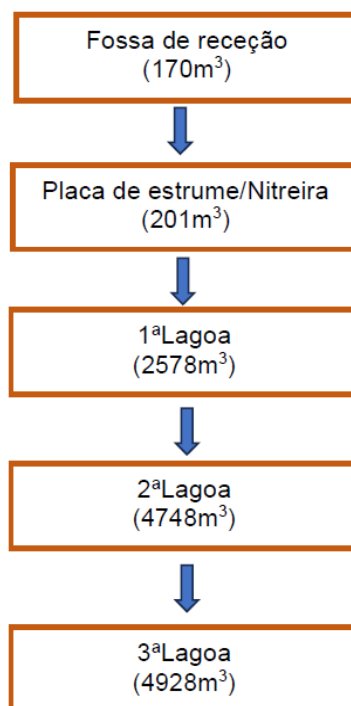 Fossa de receção
(170m³)
Placa de estrume/Nitreira
(201m³)
1ªLagoa
(2578m³)
2ªLagoa
(4748m³)
3ªLagoa
(4928m³)